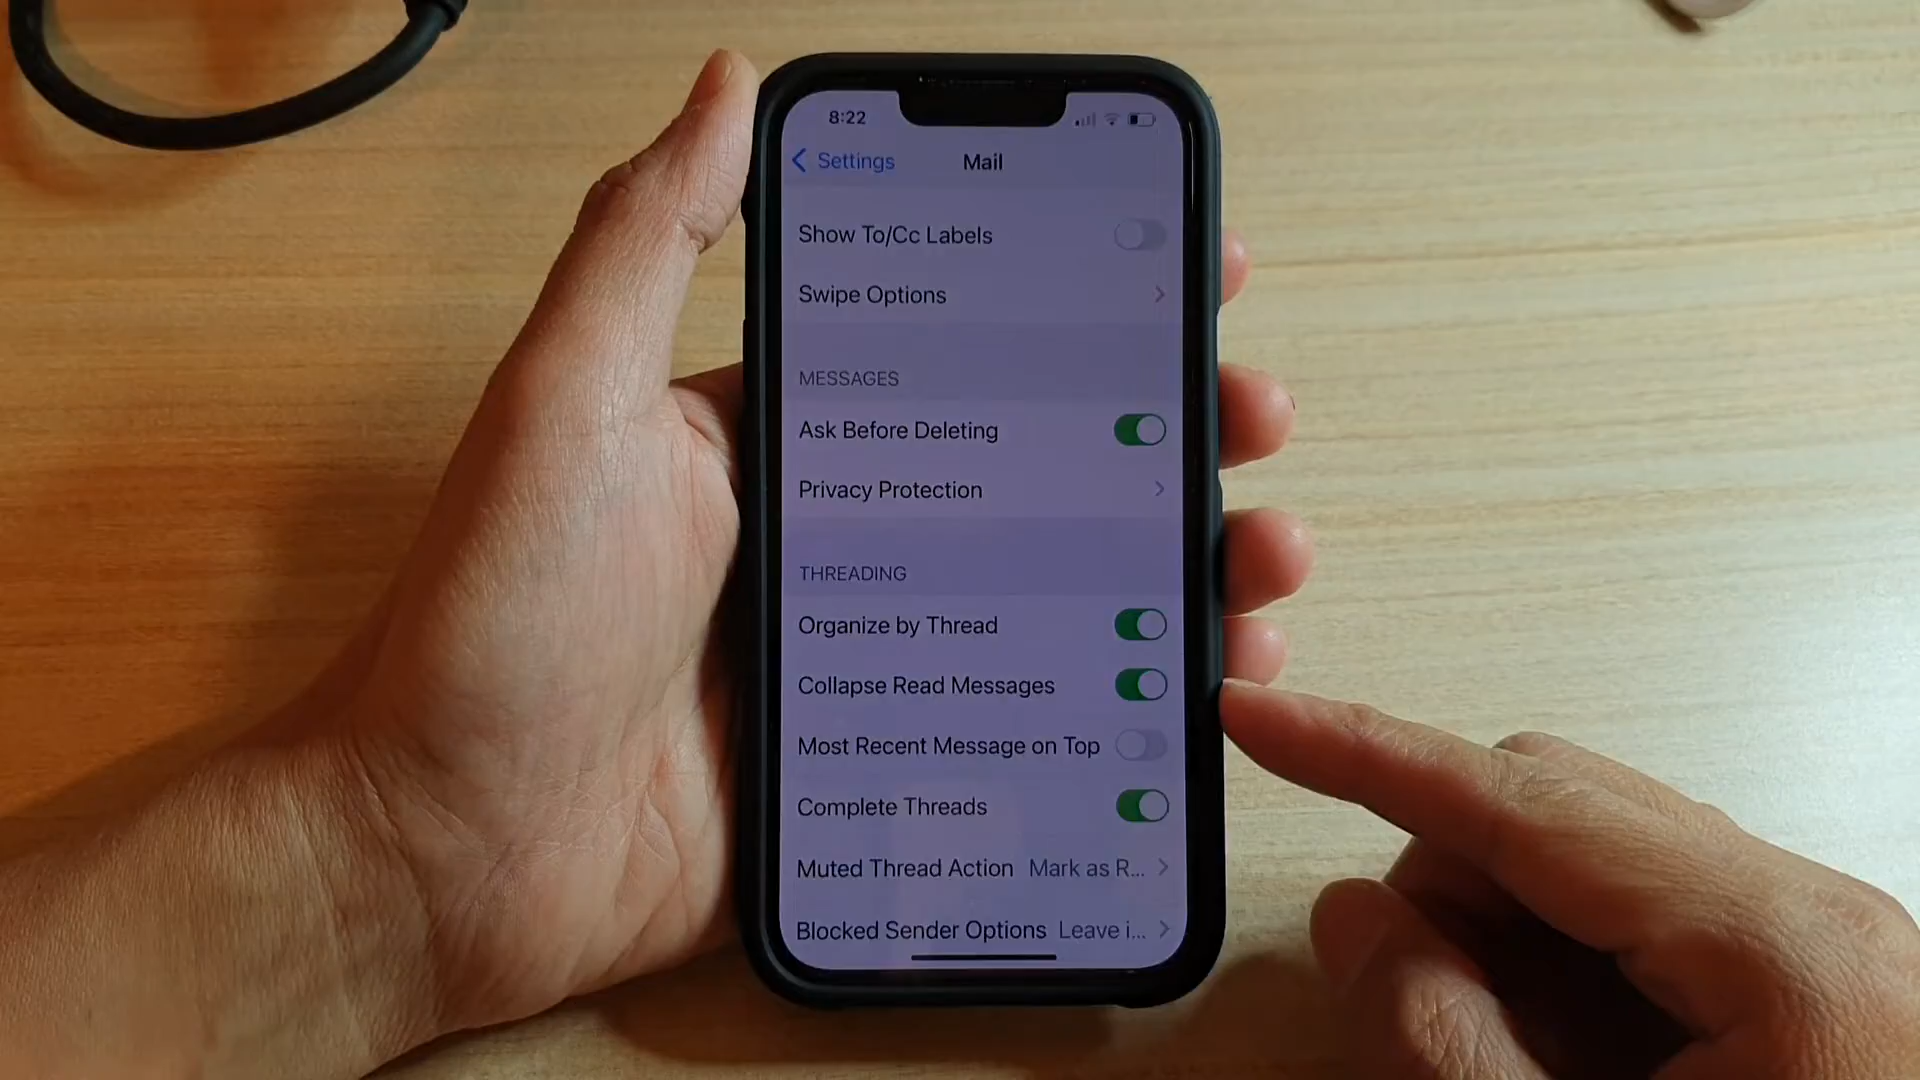 8:22
Settings Mail
Show To/Cc Labels
Swipe Options
MESSAGES
Ask Before Deleting
Privacy Protection
THREADING
Organize by Thread
Collapse Read Messages
Most Recent Message on Top
Complete Threads
Muted Thread Action Mark as R...
Blocked Sender Options Leave i...